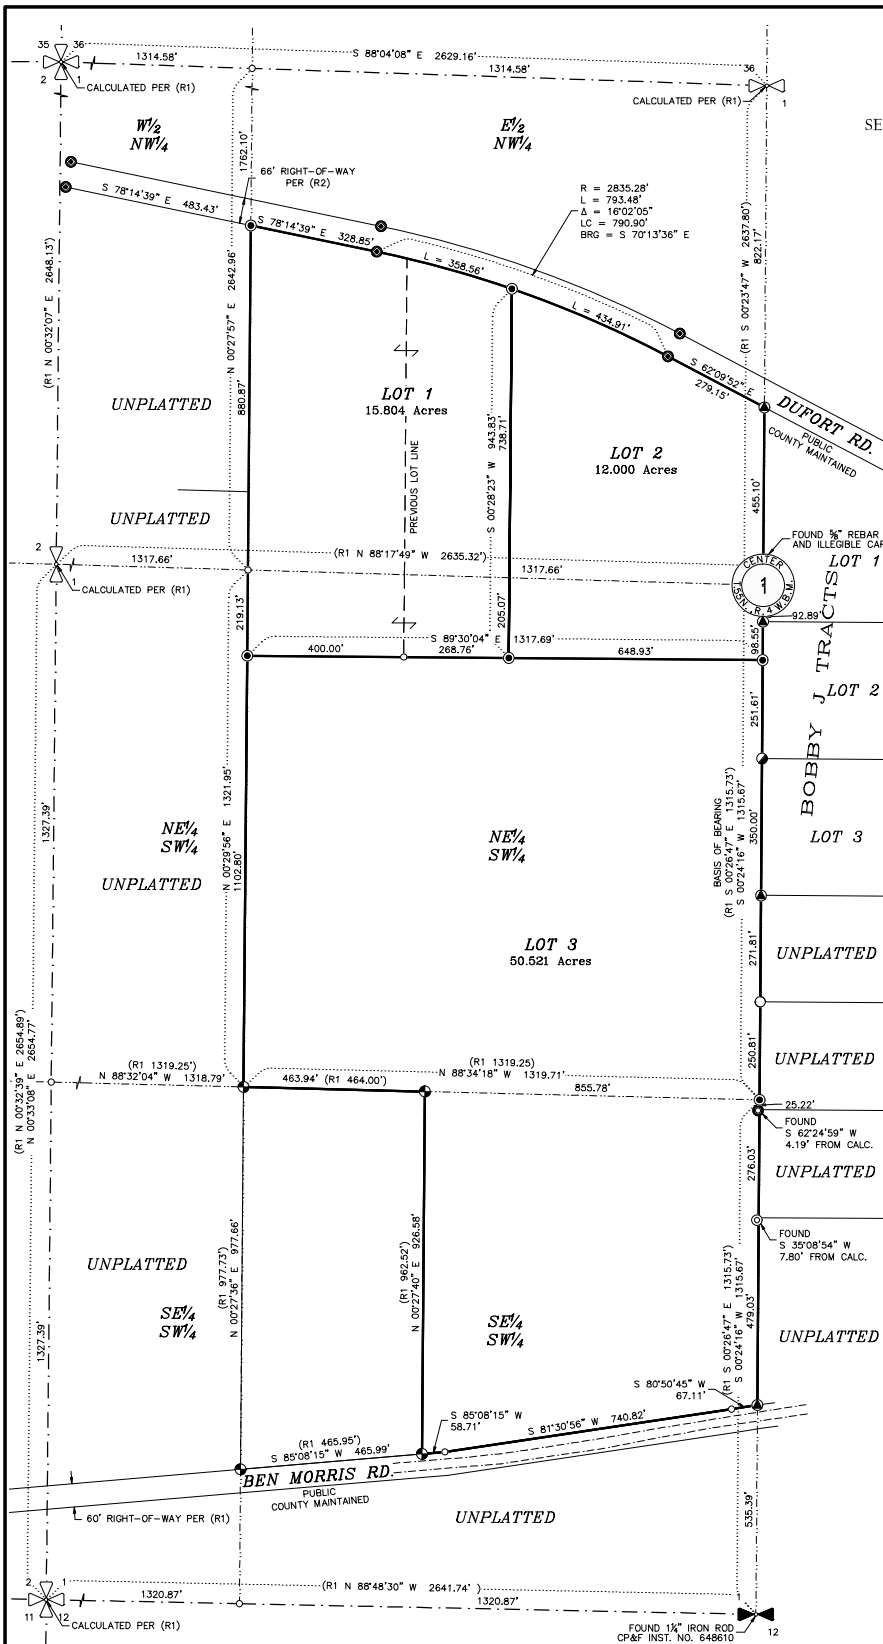 35 36
S 88°04'08" E 2629.16'
1314.58'
1314.58'
36
2 1
CALCULATED PER (R1)
CALCULATED PER (R1)
1
SE
W½
NW¼
E½
NW¼
1762.10'
66' RIGHT-OF-WAY
PER (R2)
R = 2835.28'
L = 793.48'
Δ = 16°02'05"
LC = 790.90'
BRG = S 70°13'36" E
S 78°14'39" E 483.43'
S 78°14'39" E 328.85'
L = 358.56'
L = 434.91'
S 62°09'52" E
279.15'
(R1 S 00°23'47" W 2637.80')
822.17'
(R1 N 00°32'07" E 2648.13')
N 00°27'57" E 2642.96'
880.87'
UNPLATTED
LOT 1
15.804 Acres
PREVIOUS LOT LINE
S 00°28'23" W 943.83'
738.71'
LOT 2
12.000 Acres
DUFORT RD.
PUBLIC
COUNTY MAINTAINED
455.10'
UNPLATTED
FOUND ⅝" REBAR
AND ILLEGIBLE CAP
2
(R1 N 88°17'49" W 2635.32')
1317.66'
1317.66'
1
CALCULATED PER (R1)
CENTER
1
T.55N., R.4 W.B.M.
LOT 1
92.89'
219.13'
205.07'
S 89°30'04" E 1317.69'
400.00'
268.76'
648.93'
98.55'
251.61'
LOT 2
BOBBY J TRACTS
1327.39'
N 00°29'56" E 1321.95'
1102.80'
NE¼
SW¼
NE¼
SW¼
BASIS OF BEARING
(R1 S 00°26'47" E 1315.73')
S 00°24'16" W 1315.67'
350.00'
LOT 3
UNPLATTED
LOT 3
50.521 Acres
271.81'
UNPLATTED
(R1 N 00°32'39" E 2654.89')
N 00°33'08" E 2654.77'
250.81'
UNPLATTED
(R1 1319.25)
N 88°32'04" W 1318.79'
463.94' (R1 464.00')
(R1 1319.25)
N 88°34'18" W 1319.71'
855.78'
25.22'
FOUND
S 62°24'59" W
4.19' FROM CALC.
276.03'
UNPLATTED
(R1 977.73')
N 00°27'36" E 977.66'
(R1 962.52')
N 00°27'40" E 926.58'
FOUND
S 35°08'54" W
7.80' FROM CALC.
UNPLATTED
SE¼
SW¼
SE¼
SW¼
(R1 S 00°26'47" E 1315.73')
S 00°24'16" W 1315.67'
479.03'
UNPLATTED
1327.39'
S 80°50'45" W
67.11'
S 85°08'15" W
58.71'
S 81°30'56" W 740.82'
(R1 465.95')
S 85°08'15" W 465.99'
BEN MORRIS RD.
PUBLIC
COUNTY MAINTAINED
60' RIGHT-OF-WAY PER (R1)
UNPLATTED
535.39'
2 1
(R1 N 88°48'30" W 2641.74' )
1320.87'
1320.87'
1
11 12
CALCULATED PER (R1)
FOUND 1¼" IRON ROD
CP&F INST. NO. 648610
12